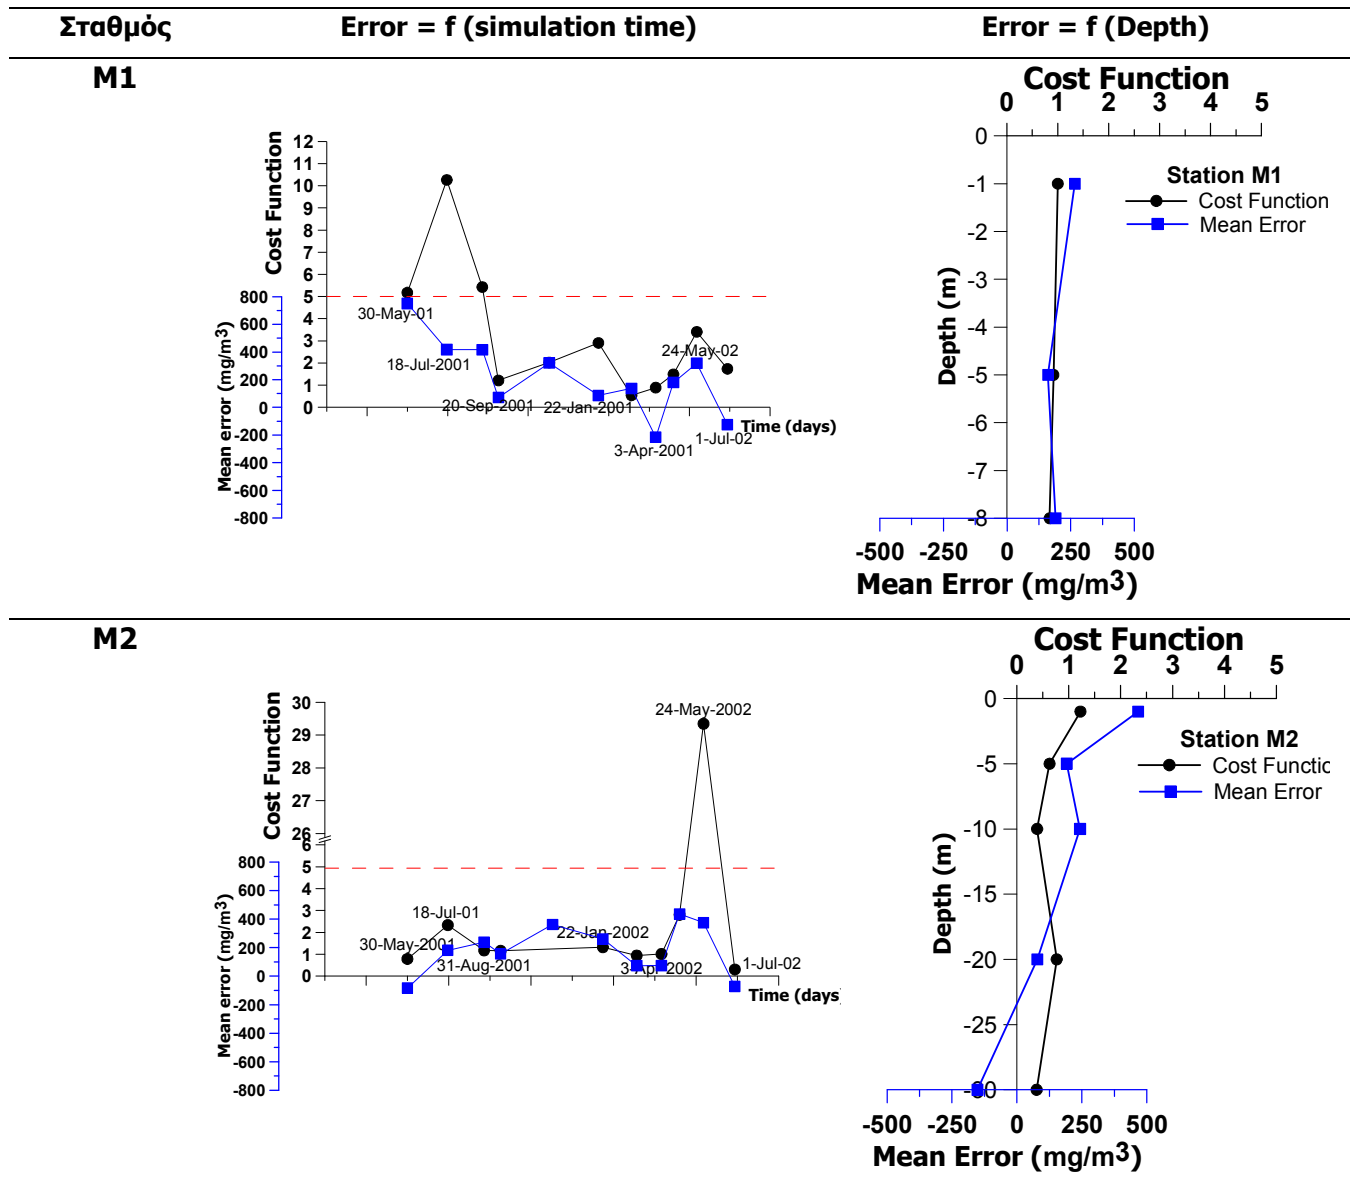 Σταθμός Error = f (simulation time) Error = f (Depth)
M1
Cost Function
12
11
10
9
8
7
6
5
4
3
2
1
0
Mean error (mg/m3)
800
600
400
200
0
-200
-400
-600
-800
30-May-01
18-Jul-2001
20-Sep-2001
22-Jan-2001
24-May-02
3-Apr-2001
1-Jul-02
Time (days)
Cost Function
0 1 2 3 4 5
Depth (m)
0
-1
-2
-3
-4
-5
-6
-7
-8
Station M1
Cost Function
Mean Error
-500 -250 0 250 500
Mean Error (mg/m3)
M2
Cost Function
30
29
28
27
26
6
5
4
3
2
1
0
Mean error (mg/m3)
800
600
400
200
0
-200
-400
-600
-800
24-May-2002
18-Jul-01
30-May-2001
31-Aug-2001
22-Jan-2002
3-Apr-2002
1-Jul-02
Time (days)
Cost Function
0 1 2 3 4 5
Depth (m)
0
-5
-10
-15
-20
-25
Station M2
Cost Functic
Mean Error
-500 -250 0 250 500
Mean Error (mg/m3)